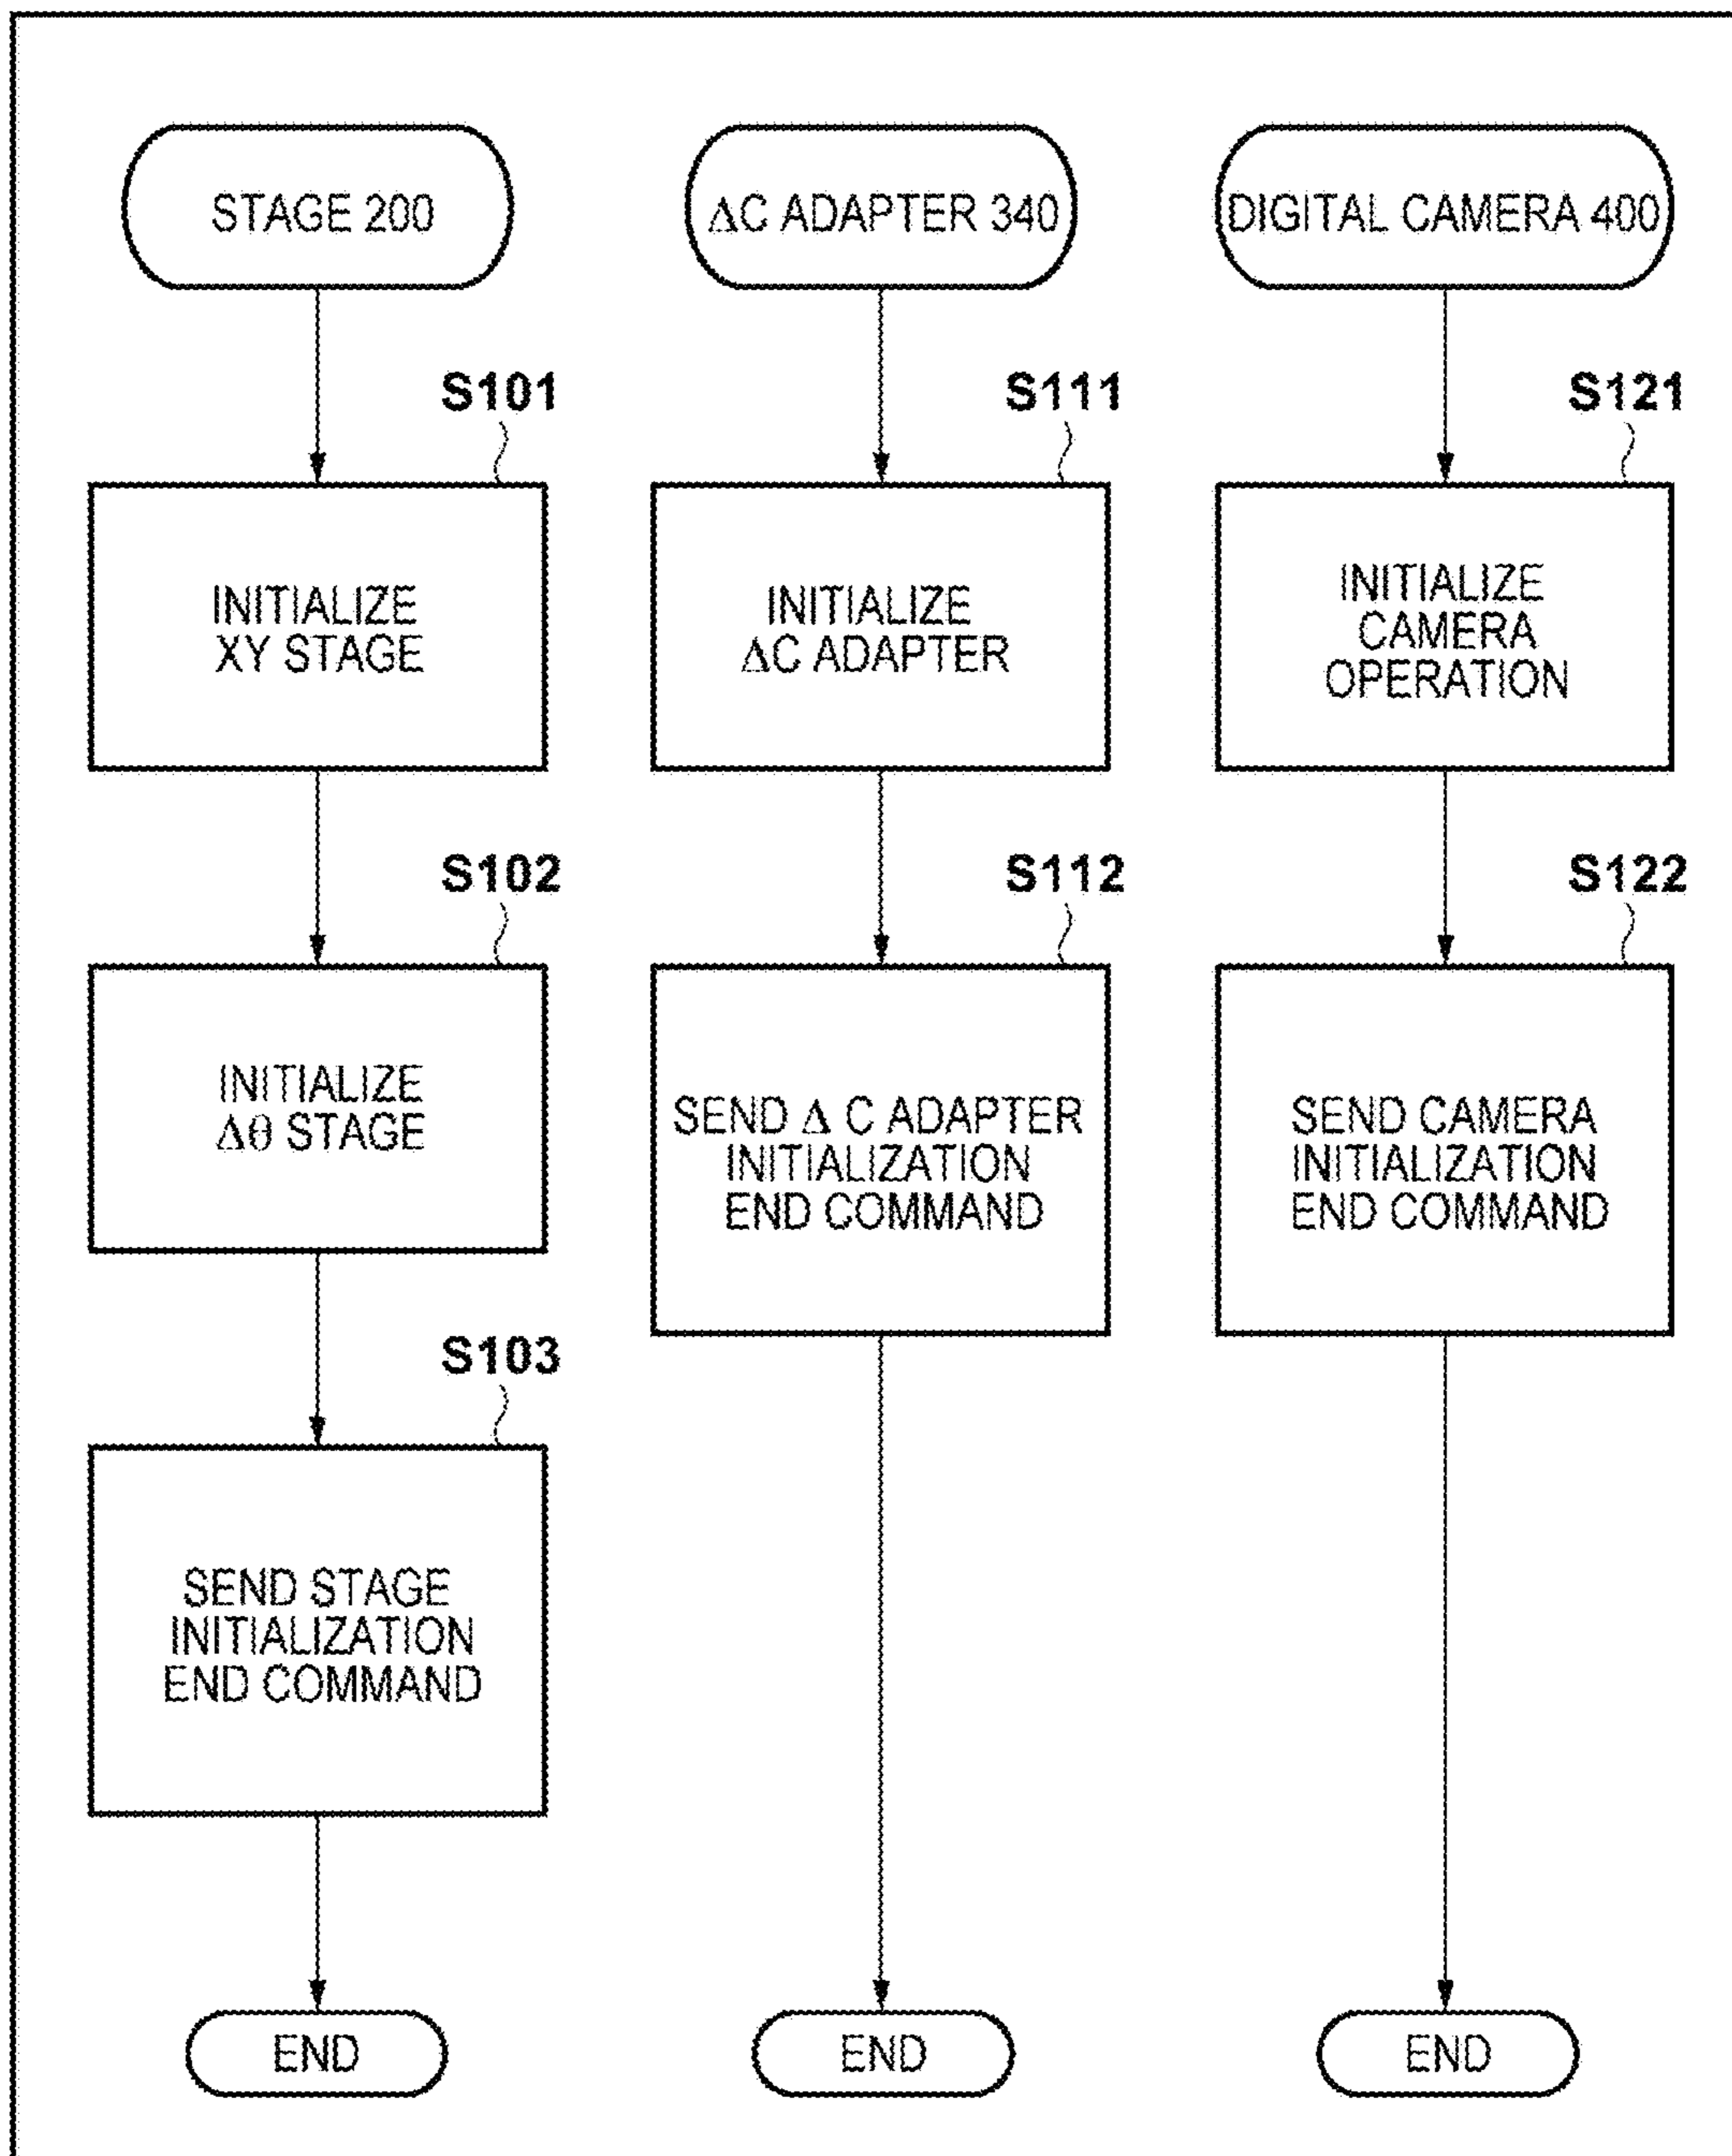 STAGE 200
S101
INITIALIZE
XY STAGE
S102
INITIALIZE
Δθ STAGE
S103
SEND STAGE
INITIALIZATION
END COMMAND
END
ΔC ADAPTER 340
S111
INITIALIZE
ΔC ADAPTER
S112
SEND Δ C ADAPTER
INITIALIZATION
END COMMAND
END
DIGITAL CAMERA 400
S121
INITIALIZE
CAMERA
OPERATION
S122
SEND CAMERA
INITIALIZATION
END COMMAND
END